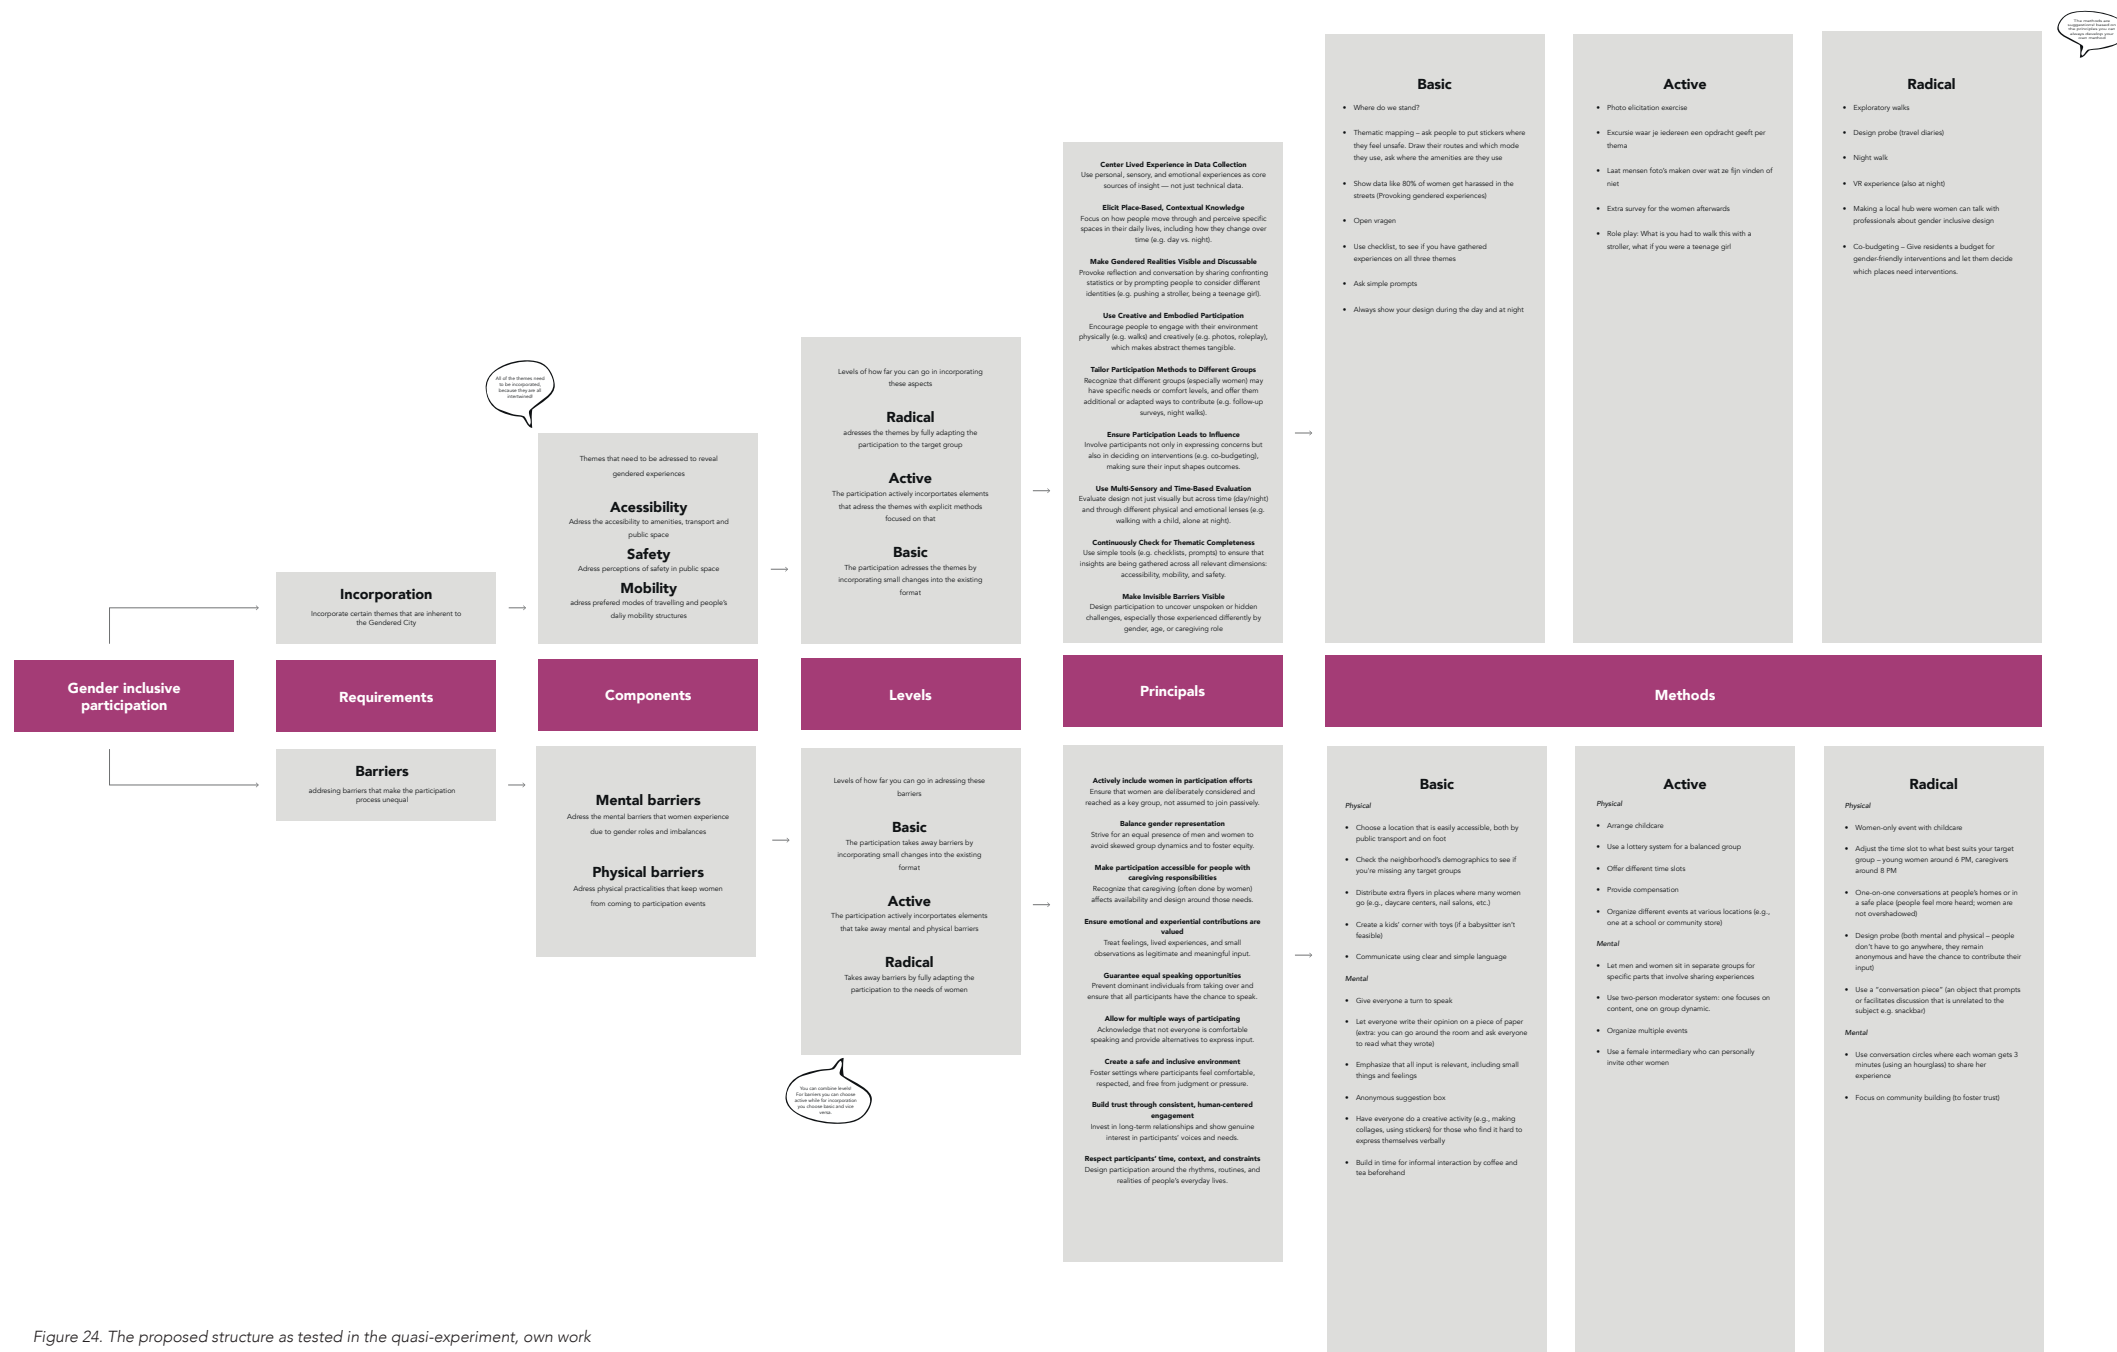 The methods are
suggestional based on
the principles you can
always develop your
own method!
Basic
• Where do we stand?
• Thematic mapping – ask people to put stickers where
they feel unsafe. Draw their routes and which mode
they use, ask where the amenities are they use
• Show data like 80% of women get harassed in the
streets (Provoking gendered experiences)
• Open vragen
• Use checklist, to see if you have gathered
experiences on all three themes
• Ask simple prompts
• Always show your design during the day and at night
Active
• Photo elicitation exercise
• Excursie waar je iedereen een opdracht geeft per
thema
• Laat mensen foto's maken over wat ze fijn vinden of
niet
• Extra survey for the women afterwards
• Role play: What is you had to walk this with a
stroller, what if you were a teenage girl
Radical
• Exploratory walks
• Design probe (travel diaries)
• Night walk
• VR experience (also at night)
• Making a local hub were women can talk with
professionals about gender inclusive design
• Co-budgeting – Give residents a budget for
gender-friendly interventions and let them decide
which places need interventions.
Center Lived Experience in Data Collection
Use personal, sensory, and emotional experiences as core
sources of insight — not just technical data.
Elicit Place-Based, Contextual Knowledge
Focus on how people move through and perceive specific
spaces in their daily lives, including how they change over
time (e.g. day vs. night).
Make Gendered Realities Visible and Discussable
Provoke reflection and conversation by sharing confronting
statistics or by prompting people to consider different
identities (e.g. pushing a stroller, being a teenage girl).
Use Creative and Embodied Participation
Encourage people to engage with their environment
physically (e.g. walks) and creatively (e.g. photos, roleplay),
which makes abstract themes tangible.
Tailor Participation Methods to Different Groups
Recognize that different groups (especially women) may
have specific needs or comfort levels, and offer them
additional or adapted ways to contribute (e.g. follow-up
surveys, night walks).
Ensure Participation Leads to Influence
Involve participants not only in expressing concerns but
also in deciding on interventions (e.g. co-budgeting),
making sure their input shapes outcomes.
Use Multi-Sensory and Time-Based Evaluation
Evaluate design not just visually but across time (day/night)
and through different physical and emotional lenses (e.g.
walking with a child, alone at night).
Continuously Check for Thematic Completeness
Use simple tools (e.g. checklists, prompts) to ensure that
insights are being gathered across all relevant dimensions:
accessibility, mobility, and safety.
Make Invisible Barriers Visible
Design participation to uncover unspoken or hidden
challenges, especially those experienced differently by
gender, age, or caregiving role
Levels of how far you can go in incorporating
these aspects
Radical
adresses the themes by fully adapting the
participation to the target group
Active
The participation actively incorportates elements
that adress the themes with explicit methods
focused on that
Basic
The participation adresses the themes by
incorporating small changes into the existing
format
All of the themes need
to be incorporated,
because they are all
intertwined!
Themes that need to be adressed to reveal
gendered experiences
Acessibility
Adress the accesibility to amenities, transport and
public space
Safety
Adress perceptions of safety in public space
Mobility
adress prefered modes of travelling and people's
daliy mobility structures
Incorporation
Incorporate certain themes that are inherent to
the Gendered City
Gender inclusive
participation
Requirements
Components
Levels
Principals
Methods
Barriers
addresing barriers that make the participation
process unequal
Mental barriers
Adress the mental barriers that women experience
due to gender roles and imbalances
Physical barriers
Adress physical practicalities that keep women
from coming to participation events
Levels of how far you can go in adressing these
barriers
Basic
The participation takes away barriers by
incorporating small changes into the existing
format
Active
The participation actively incorportates elements
that take away mental and physical barriers
Radical
Takes away barriers by fully adapting the
participation to the needs of women
You can combine levels!
For barriers you can choose
active while for incorporation
you choose basic and vice
versa.
Actively include women in participation efforts
Ensure that women are deliberately considered and
reached as a key group, not assumed to join passively.
Balance gender representation
Strive for an equal presence of men and women to
avoid skewed group dynamics and to foster equity.
Make participation accessible for people with
caregiving responsibilities
Recognize that caregiving (often done by women)
affects availability and design around those needs.
Ensure emotional and experiential contributions are
valued
Treat feelings, lived experiences, and small
observations as legitimate and meaningful input.
Guarantee equal speaking opportunities
Prevent dominant individuals from taking over and
ensure that all participants have the chance to speak.
Allow for multiple ways of participating
Acknowledge that not everyone is comfortable
speaking and provide alternatives to express input.
Create a safe and inclusive environment
Foster settings where participants feel comfortable,
respected, and free from judgment or pressure.
Build trust through consistent, human-centered
engagement
Invest in long-term relationships and show genuine
interest in participants' voices and needs.
Respect participants' time, context, and constraints
Design participation around the rhythms, routines, and
realities of people's everyday lives.
Basic
Physical
• Choose a location that is easily accessible, both by
public transport and on foot
• Check the neighborhood's demographics to see if
you're missing any target groups
• Distribute extra flyers in places where many women
go (e.g., daycare centers, nail salons, etc.)
• Create a kids' corner with toys (if a babysitter isn't
feasible)
• Communicate using clear and simple language
Mental
• Give everyone a turn to speak
• Let everyone write their opinion on a piece of paper
(extra: you can go around the room and ask everyone
to read what they wrote)
• Emphasize that all input is relevant, including small
things and feelings
• Anonymous suggestion box
• Have everyone do a creative activity (e.g., making
collages, using stickers) for those who find it hard to
express themselves verbally
• Build in time for informal interaction by coffee and
tea beforehand
Active
Physical
• Arrange childcare
• Use a lottery system for a balanced group
• Offer different time slots
• Provide compensation
• Organize different events at various locations (e.g.,
one at a school or community store)
Mental
• Let men and women sit in separate groups for
specific parts that involve sharing experiences
• Use two-person moderator system: one focuses on
content, one on group dynamic.
• Organize multiple events
• Use a female intermediary who can personally
invite other women
Radical
Physical
• Women-only event with childcare
• Adjust the time slot to what best suits your target
group – young women around 6 PM, caregivers
around 8 PM
• One-on-one conversations at people's homes or in
a safe place (people feel more heard; women are
not overshadowed)
• Design probe (both mental and physical – people
don't have to go anywhere, they remain
anonymous and have the chance to contribute their
input)
• Use a "conversation piece" (an object that prompts
or facilitates discussion that is unrelated to the
subject e.g. snackbar)
Mental
• Use conversation circles where each woman gets 3
minutes (using an hourglass) to share her
experience
• Focus on community building (to foster trust)
Figure 24. The proposed structure as tested in the quasi-experiment, own work